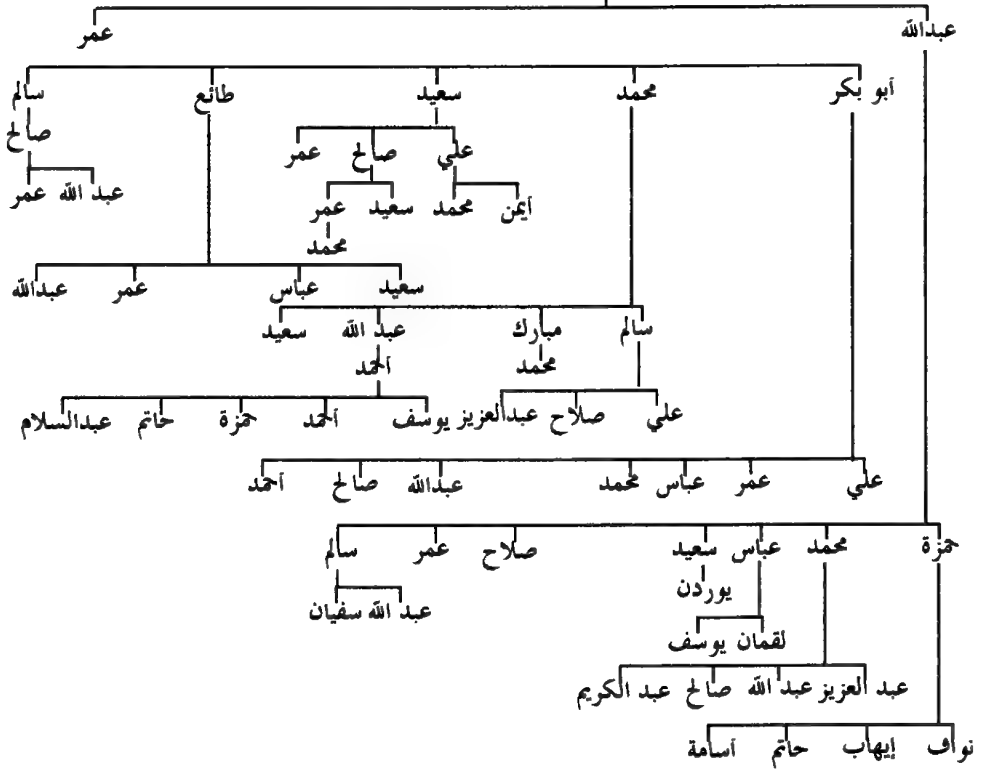 عبدالله عمر
أبو بكر محمد سعيد طائع سالم
علي صالح عمر صالح
أيمن محمد سعيد عمر عبد الله عمر
محمد
سعيد عباس عمر عبدالله
سالم مبارك عبد الله سعيد
محمد أحمد
علي صلاح عبدالعزيز يوسف أحمد حمزة حاتم عبدالسلام
علي عمر عباس محمد عبدالله صالح أحمد
حمزة محمد عباس سعيد صلاح عمر سالم
يوردن
عبد الله سفيان
لقمان يوسف
عبد العزيز عبد الله صالح عبد الكريم
نواف إيهاب حاتم أسامة